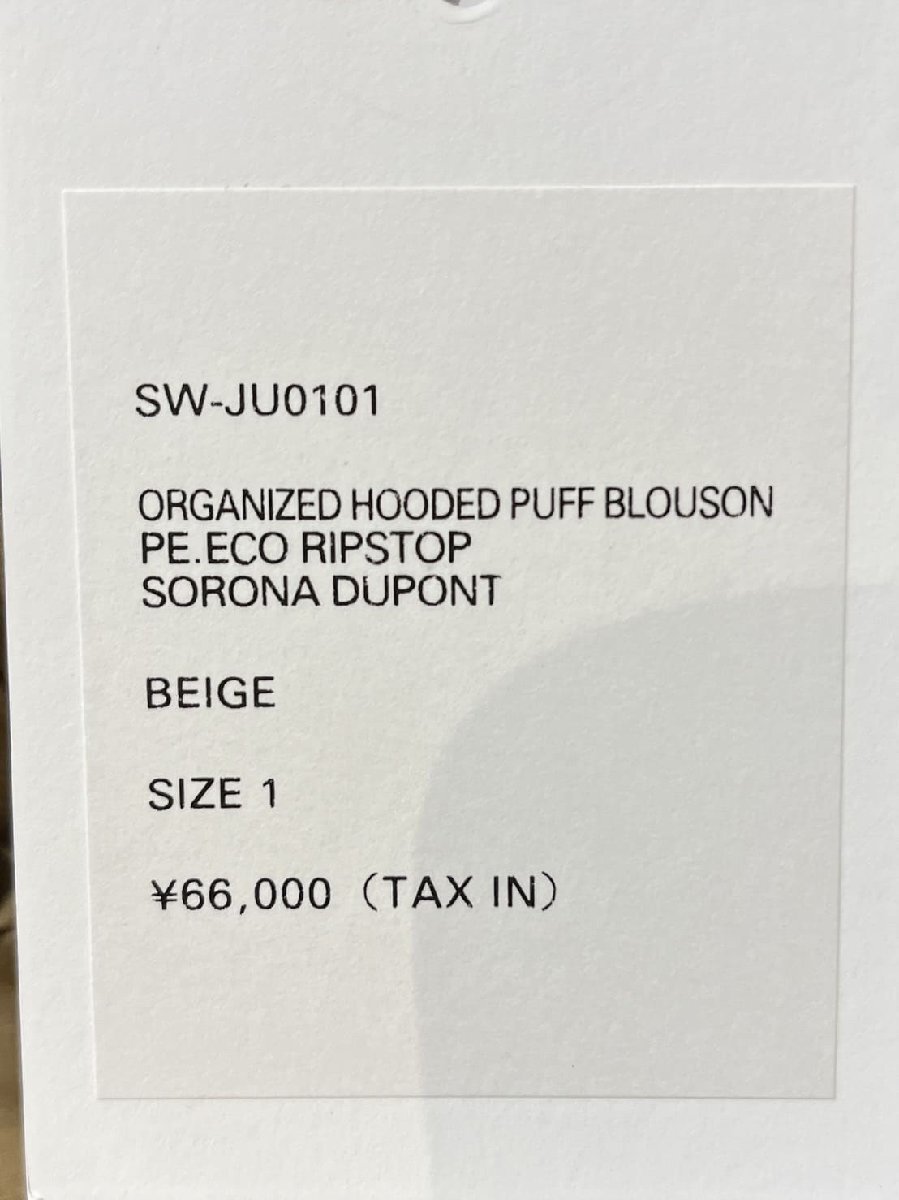 SW-JU0101
ORGANIZED HOODED PUFF BLOUSON
PE.ECO RIPSTOP
SORONA DUPONT
BEIGE
SIZE 1
¥66,000（TAX IN）